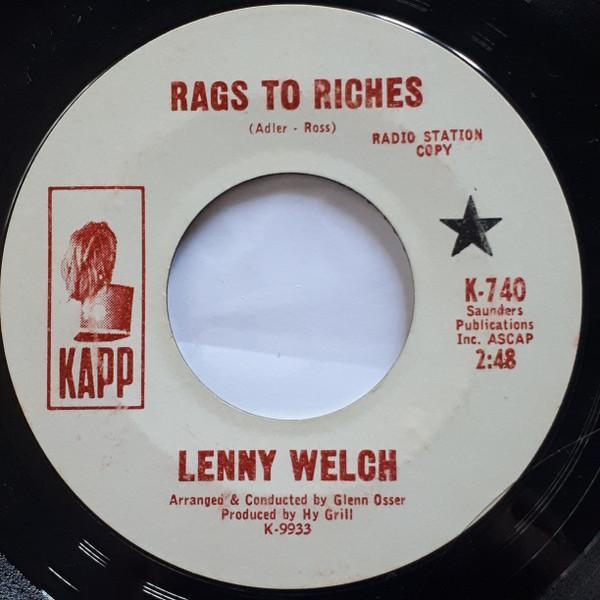 RAGS TO RICHES
(Adler - Ross)
RADIO STATION
COPY
KAPP
K-740
Saunders
Publications
Inc. ASCAP
2:48
LENNY WELCH
Arranged & Conducted by Glenn Osser
Produced by Hy Grill
K-9933